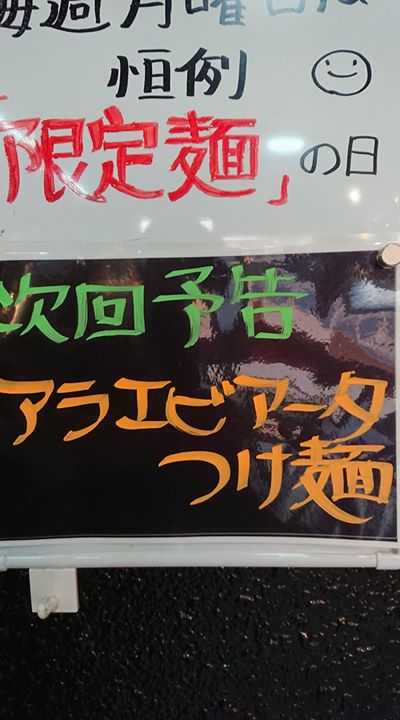 毎週月曜日は
恒例
「限定麺」の日
次回予告
アラエビアータ
つけ麺